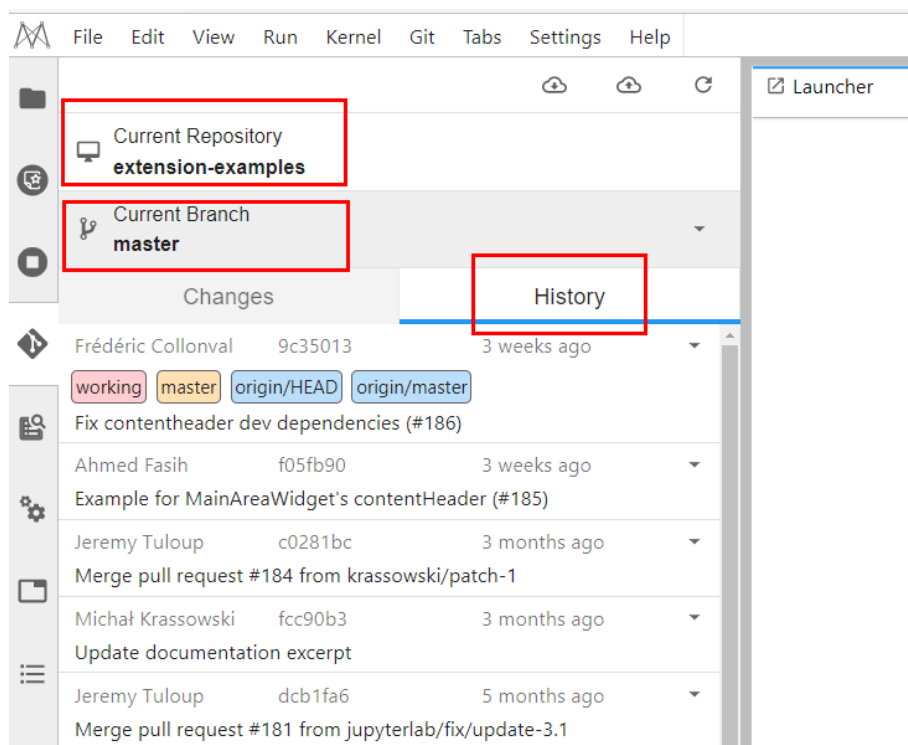 File Edit View Run Kernel Git Tabs Settings Help
Launcher
Current Repository
extension-examples
Current Branch
master
Changes History
Frédéric Collonval 9c35013 3 weeks ago
working master origin/HEAD origin/master
Fix contentheader dev dependencies (#186)
Ahmed Fasih f05fb90 3 weeks ago
Example for MainAreaWidget's contentHeader (#185)
Jeremy Tuloup c0281bc 3 months ago
Merge pull request #184 from krassowski/patch-1
Michał Krassowski fcc90b3 3 months ago
Update documentation excerpt
Jeremy Tuloup dcb1fa6 5 months ago
Merge pull request #181 from jupyterlab/fix/update-3.1